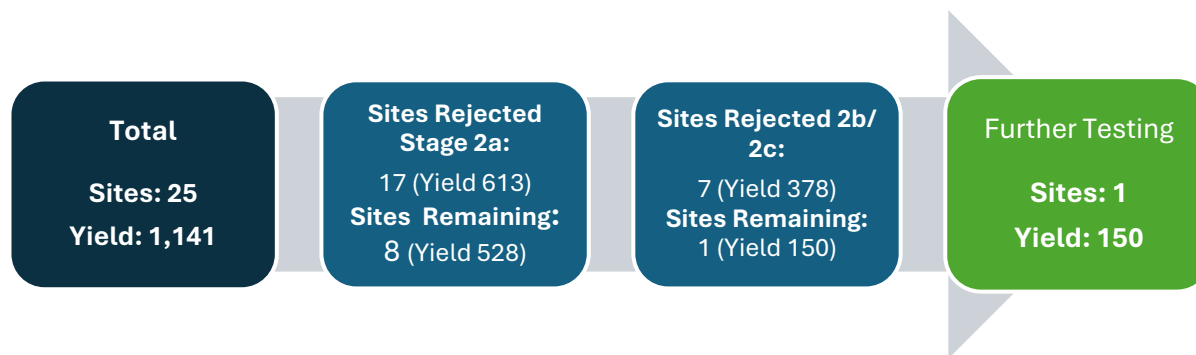 Total
Sites: 25
Yield: 1,141
Sites Rejected
Stage 2a:
17 (Yield 613)
Sites Remaining:
8 (Yield 528)
Sites Rejected 2b/
2c:
7 (Yield 378)
Sites Remaining:
1 (Yield 150)
Further Testing
Sites: 1
Yield: 150